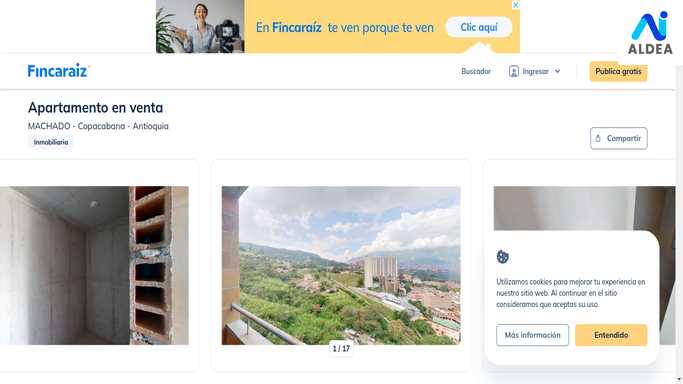 En Fincaraíz te ven porque te ven
Clic aquí
ALDEA
Fincaraiz
Buscador
Ingresar
Publica gratis
Apartamento en venta
MACHADO - Copacabana - Antioquia
Inmobiliaria
Compartir
1 / 17
Utilizamos cookies para mejorar tu experiencia en
nuestro sitio web. Al continuar en el sitio
consideramos que aceptas su uso.
Más información
Entendido